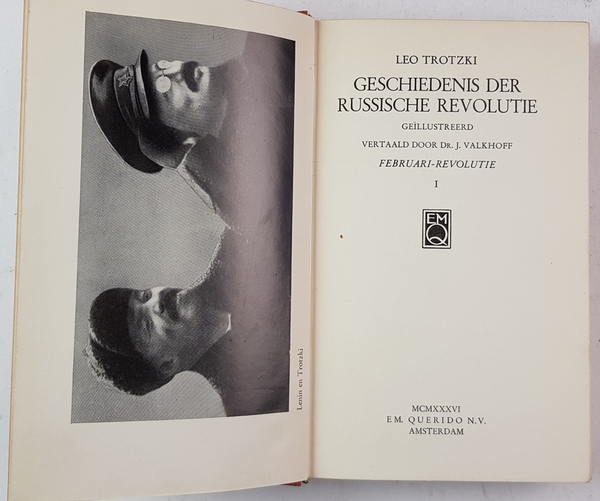 Lenin en Trotzki
LEO TROTZKI
GESCHIEDENIS DER
RUSSISCHE REVOLUTIE
GEÏLLUSTREERD
VERTAALD DOOR DR. J. VALKHOFF
FEBRUARI-REVOLUTIE
I
EM
Q
MCMXXXVI
EM. QUERIDO N.V.
AMSTERDAM